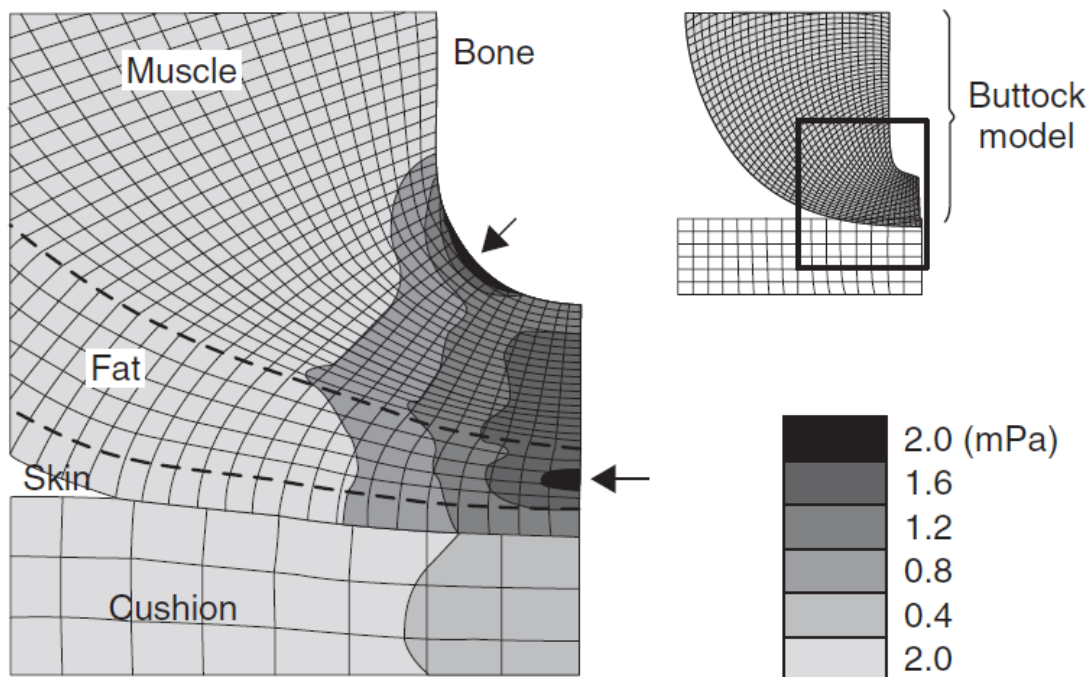 Muscle
Bone
Fat
Skin
Cushion
Buttock
model
2.0 (mPa)
1.6
1.2
0.8
0.4
2.0